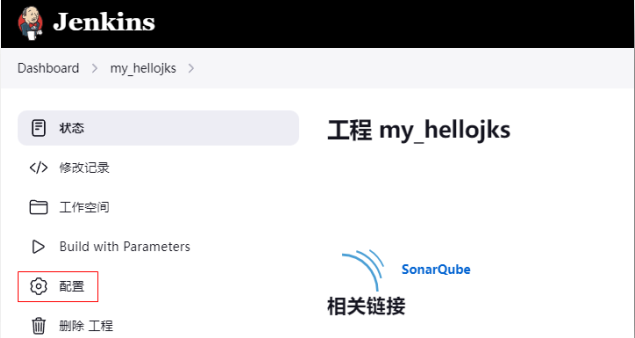 Jenkins
Dashboard > my_hellojks >
状态
修改记录
工作空间
Build with Parameters
配置
删除 工程
工程 my_hellojks
SonarQube
相关链接